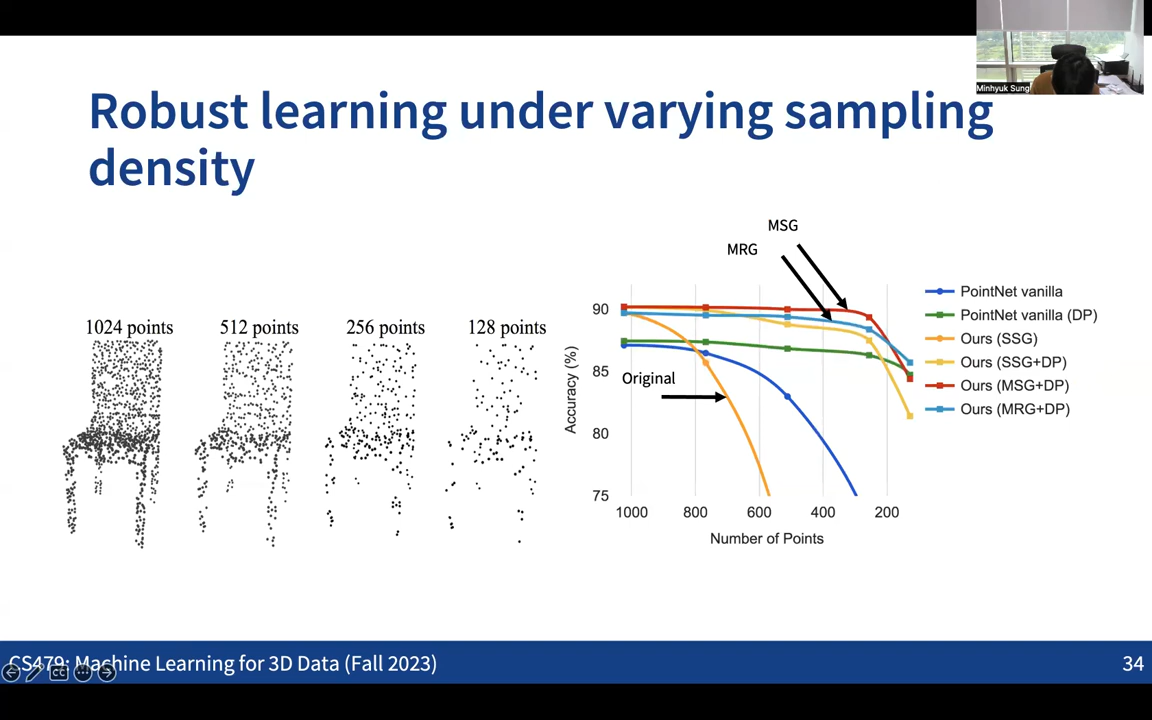 Minhyuk Sung
Robust learning under varying sampling
density
1024 points
512 points
256 points
128 points
MSG
MRG
Original
Accuracy (%)
90
85
80
75
1000
800
600
400
200
Number of Points
PointNet vanilla
PointNet vanilla (DP)
Ours (SSG)
Ours (SSG+DP)
Ours (MSG+DP)
Ours (MRG+DP)
CS479: Machine Learning for 3D Data (Fall 2023)
34
CC